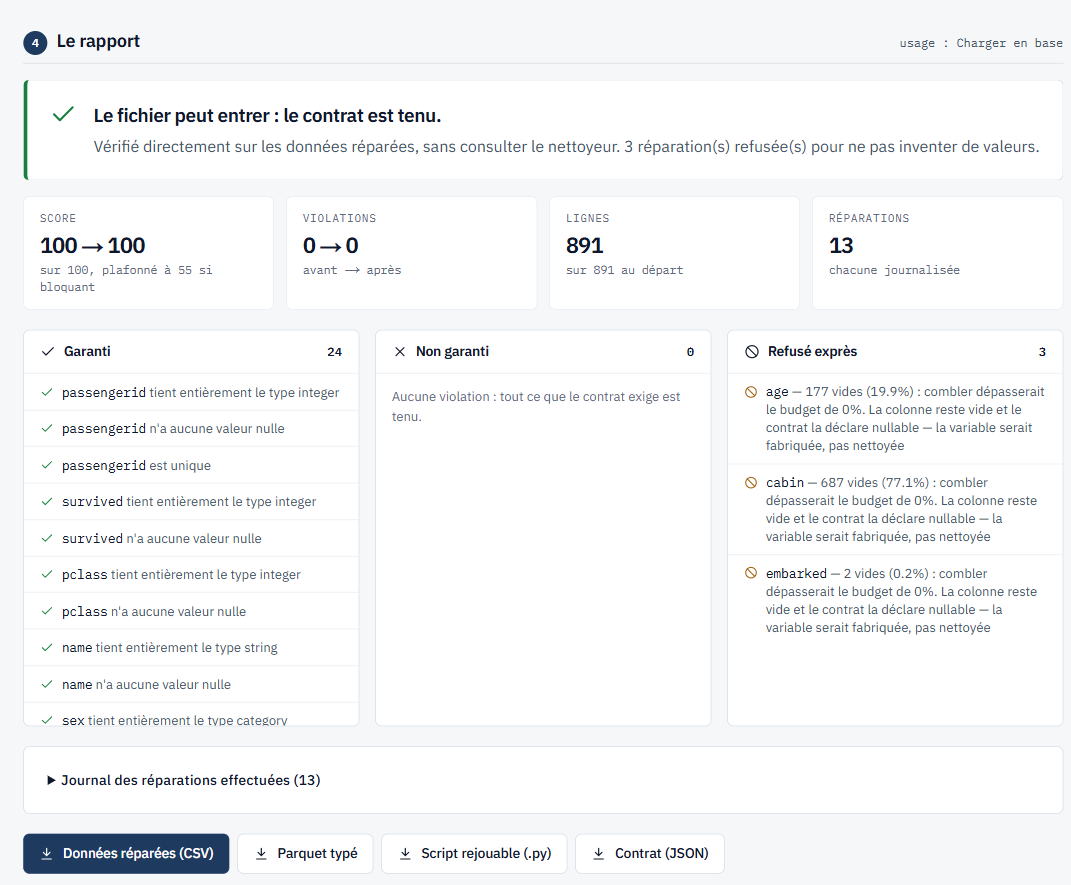 4 Le rapport
usage : Charger en base
Le fichier peut entrer : le contrat est tenu.
Vérifié directement sur les données réparées, sans consulter le nettoyeur. 3 réparation(s) refusée(s) pour ne pas inventer de valeurs.
SCORE
100 → 100
sur 100, plafonné à 55 si
bloquant
VIOLATIONS
0 → 0
avant → après
LIGNES
891
sur 891 au départ
RÉPARATIONS
13
chacune journalisée
Garanti 24
passengerid tient entièrement le type integer
passengerid n'a aucune valeur nulle
passengerid est unique
survived tient entièrement le type integer
survived n'a aucune valeur nulle
pclass tient entièrement le type integer
pclass n'a aucune valeur nulle
name tient entièrement le type string
name n'a aucune valeur nulle
sex tient entièrement le type category
Non garanti 0
Aucune violation : tout ce que le contrat exige est
tenu.
Refusé exprès 3
age — 177 vides (19.9%) : combler dépasserait
le budget de 0%. La colonne reste vide et le
contrat la déclare nullable — la variable serait
fabriquée, pas nettoyée
cabin — 687 vides (77.1%) : combler
dépasserait le budget de 0%. La colonne reste
vide et le contrat la déclare nullable — la
variable serait fabriquée, pas nettoyée
embarked — 2 vides (0.2%) : combler
dépasserait le budget de 0%. La colonne reste
vide et le contrat la déclare nullable — la
variable serait fabriquée, pas nettoyée
Journal des réparations effectuées (13)
Données réparées (CSV)
Parquet typé
Script rejouable (.py)
Contrat (JSON)